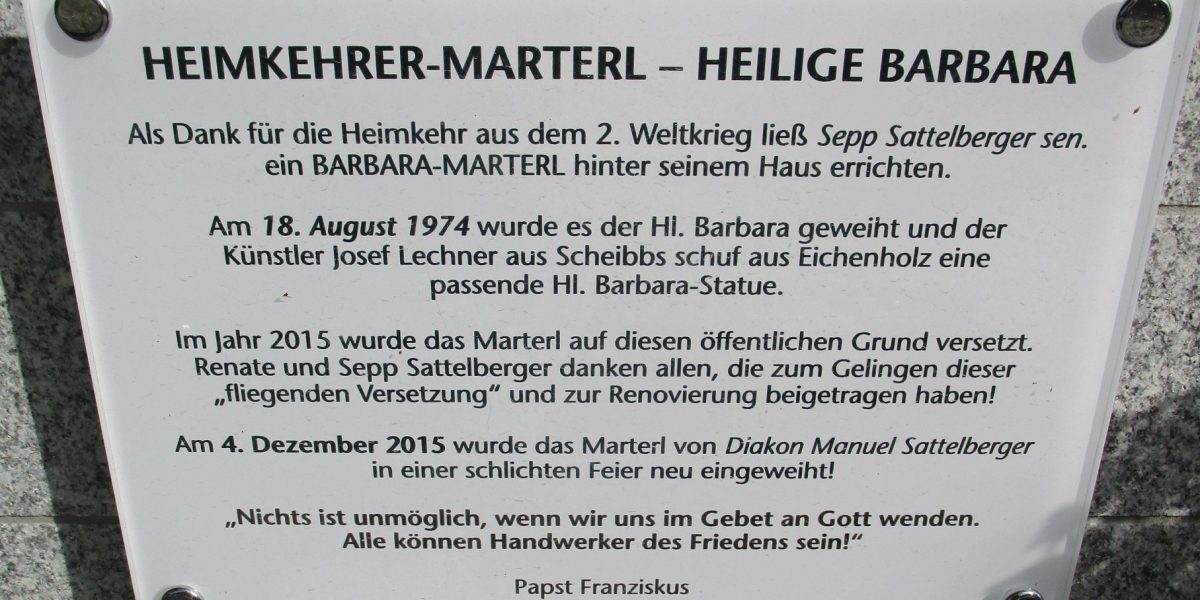 HEIMKEHRER-MARTERL – HEILIGE BARBARA
Als Dank für die Heimkehr aus dem 2. Weltkrieg ließ Sepp Sattelberger sen.
ein BARBARA-MARTERL hinter seinem Haus errichten.
Am 18. August 1974 wurde es der Hl. Barbara geweiht und der
Künstler Josef Lechner aus Scheibbs schuf aus Eichenholz eine
passende Hl. Barbara-Statue.
Im Jahr 2015 wurde das Marterl auf diesen öffentlichen Grund versetzt.
Renate und Sepp Sattelberger danken allen, die zum Gelingen dieser
„fliegenden Versetzung“ und zur Renovierung beigetragen haben!
Am 4. Dezember 2015 wurde das Marterl von Diakon Manuel Sattelberger
in einer schlichten Feier neu eingeweiht!
„Nichts ist unmöglich, wenn wir uns im Gebet an Gott wenden.
Alle können Handwerker des Friedens sein!“
Papst Franziskus